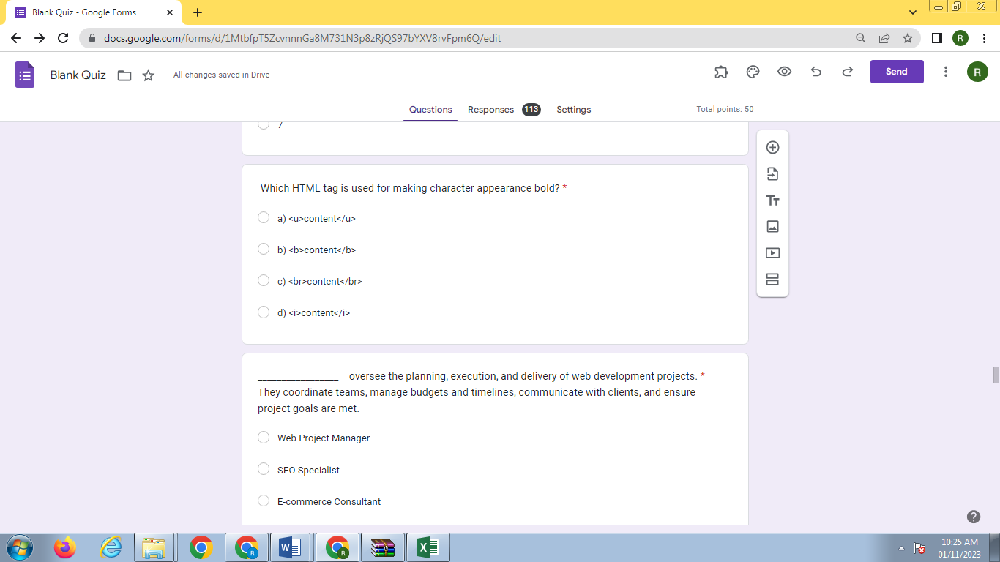 Blank Quiz - Google Forms
docs.google.com/forms/d/1MtbfpT5ZcvnnnGa8M731N3p8zRjQS97bYXV8rvFpm6Q/edit
R
Blank Quiz
All changes saved in Drive
Send
R
Questions
Responses 113
Settings
Total points: 50
Which HTML tag is used for making character appearance bold? *
a) <u>content</u>
b) <b>content</b>
c) <br>content</br>
d) <i>content</i>
_________________ oversee the planning, execution, and delivery of web development projects. *
They coordinate teams, manage budgets and timelines, communicate with clients, and ensure
project goals are met.
Web Project Manager
SEO Specialist
E-commerce Consultant
10:25 AM
01/11/2023